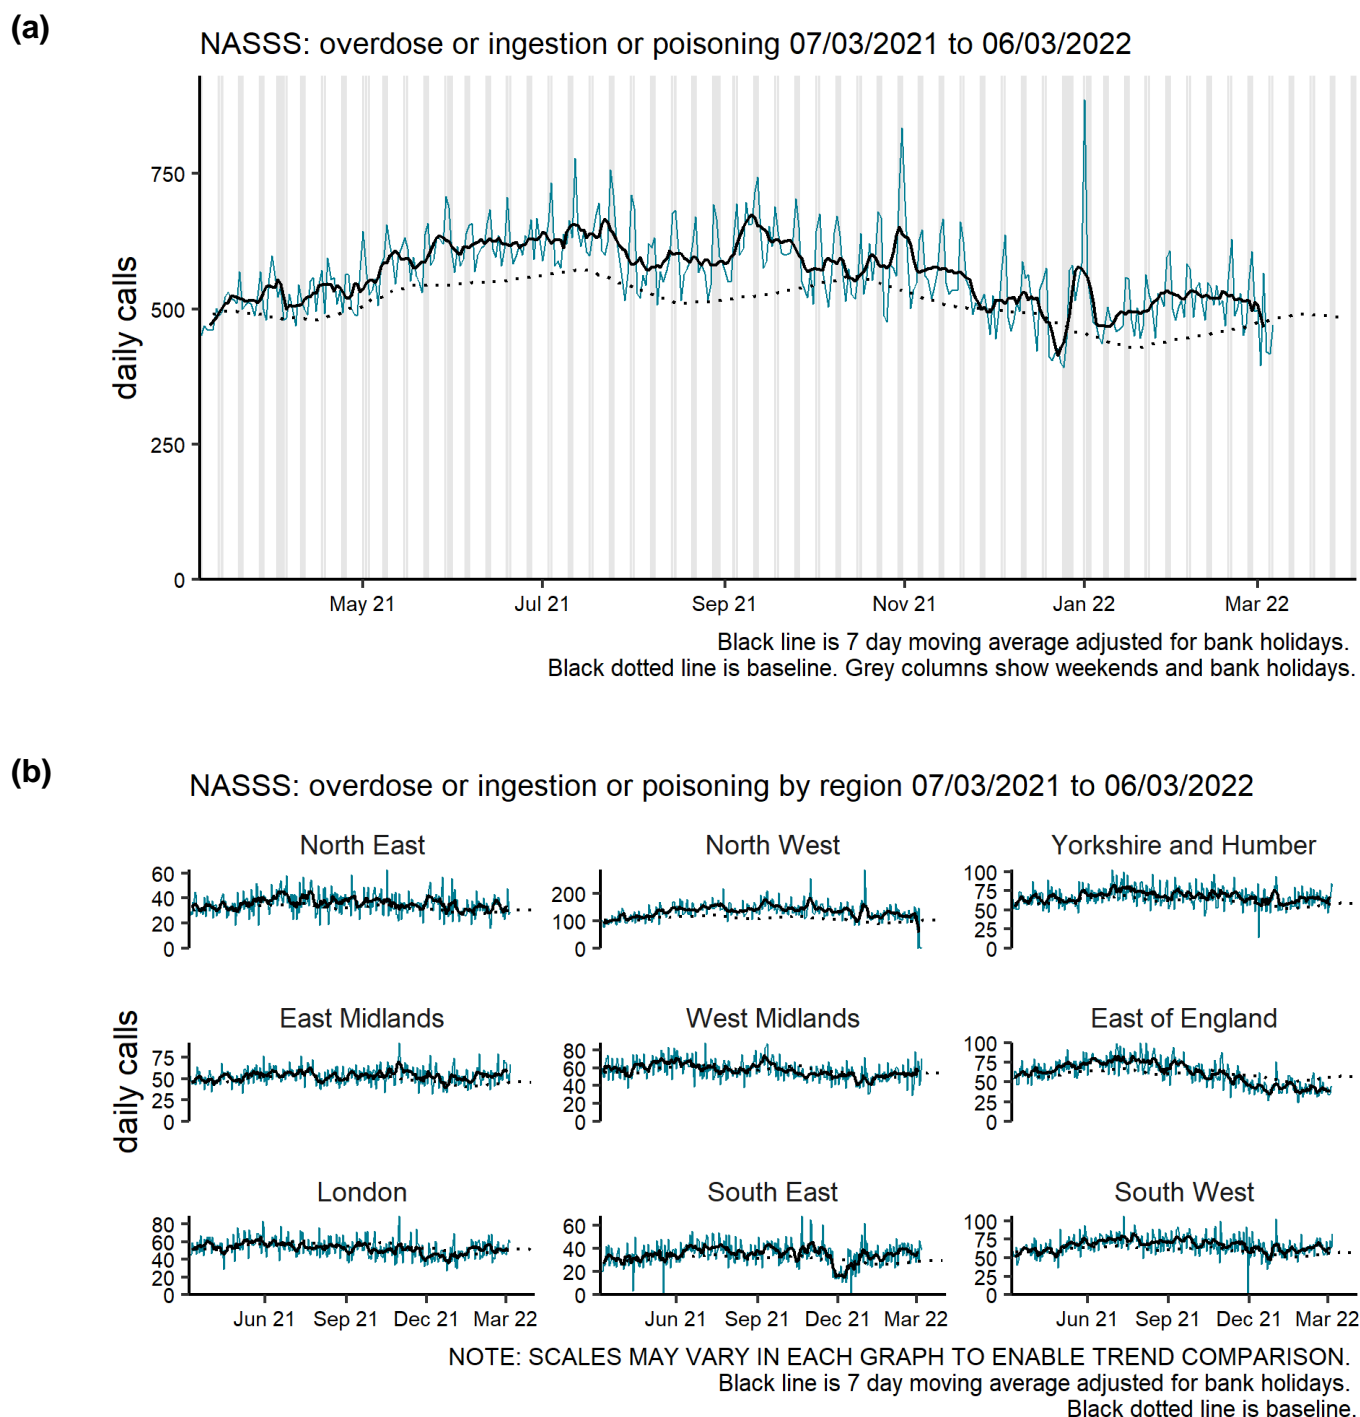 (a)
NASSS: overdose or ingestion or poisoning 07/03/2021 to 06/03/2022
daily calls
750
500
250
0
May 21 Jul 21 Sep 21 Nov 21 Jan 22 Mar 22
Black line is 7 day moving average adjusted for bank holidays.
Black dotted line is baseline. Grey columns show weekends and bank holidays.
(b)
NASSS: overdose or ingestion or poisoning by region 07/03/2021 to 06/03/2022
daily calls
North East
60
40
20
0
North West
200
100
0
Yorkshire and Humber
100
75
50
25
0
East Midlands
75
50
25
0
West Midlands
80
60
40
20
0
East of England
100
75
50
25
0
London
80
60
40
20
0
South East
60
40
20
0
South West
100
75
50
25
0
Jun 21 Sep 21 Dec 21 Mar 22
Jun 21 Sep 21 Dec 21 Mar 22
Jun 21 Sep 21 Dec 21 Mar 22
NOTE: SCALES MAY VARY IN EACH GRAPH TO ENABLE TREND COMPARISON.
Black line is 7 day moving average adjusted for bank holidays.
Black dotted line is baseline.